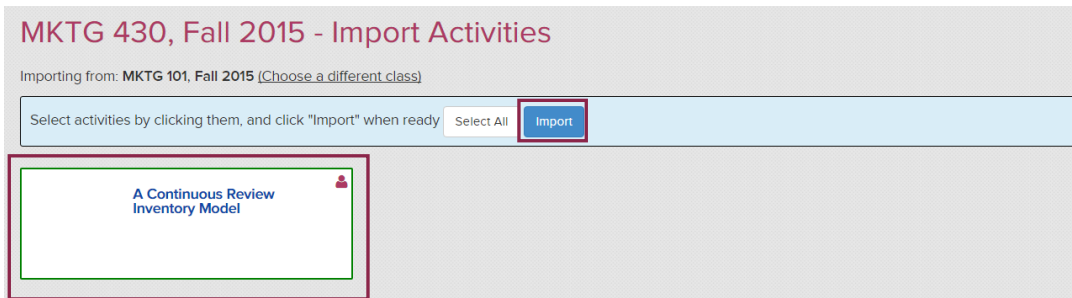 MKTG 430, Fall 2015 - Import Activities
Importing from: MKTG 101, Fall 2015 (Choose a different class)
Select activities by clicking them, and click "Import" when ready Select All Import
A Continuous Review
Inventory Model